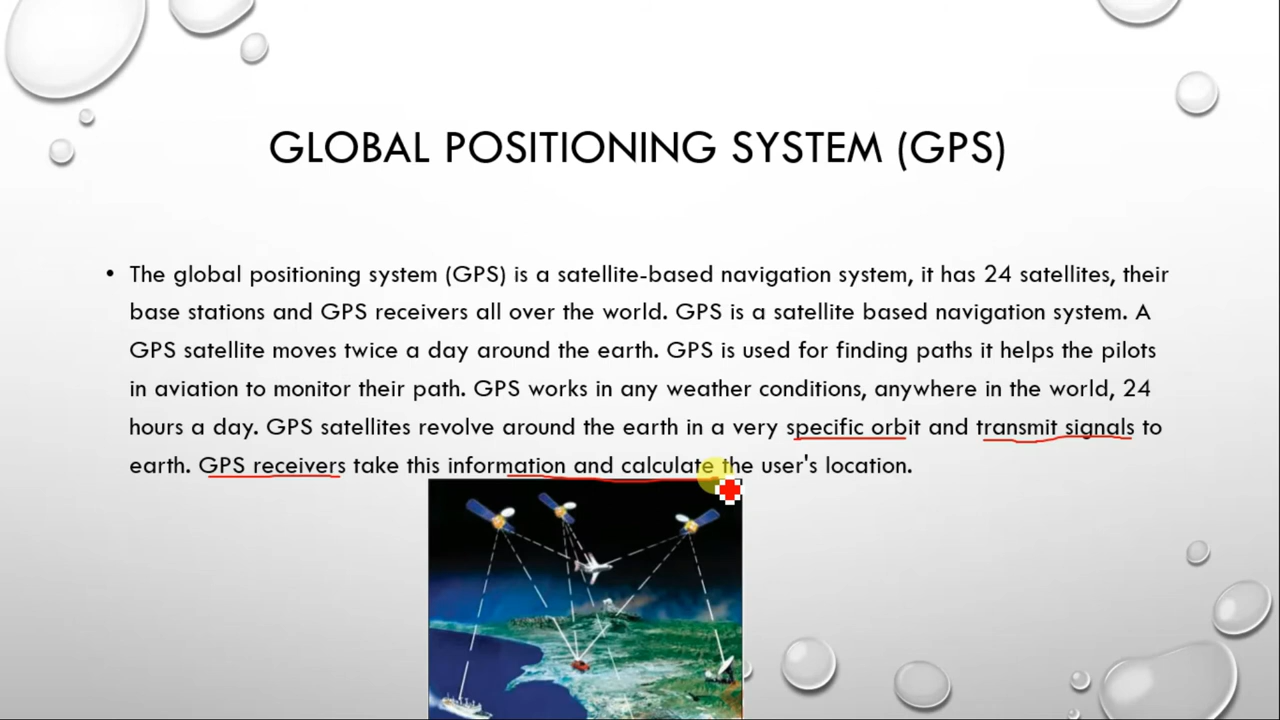 GLOBAL POSITIONING SYSTEM (GPS)
• The global positioning system (GPS) is a satellite-based navigation system, it has 24 satellites, their
base stations and GPS receivers all over the world. GPS is a satellite based navigation system. A
GPS satellite moves twice a day around the earth. GPS is used for finding paths it helps the pilots
in aviation to monitor their path. GPS works in any weather conditions, anywhere in the world, 24
hours a day. GPS satellites revolve around the earth in a very specific orbit and transmit signals to
earth. GPS receivers take this information and calculate the user's location.